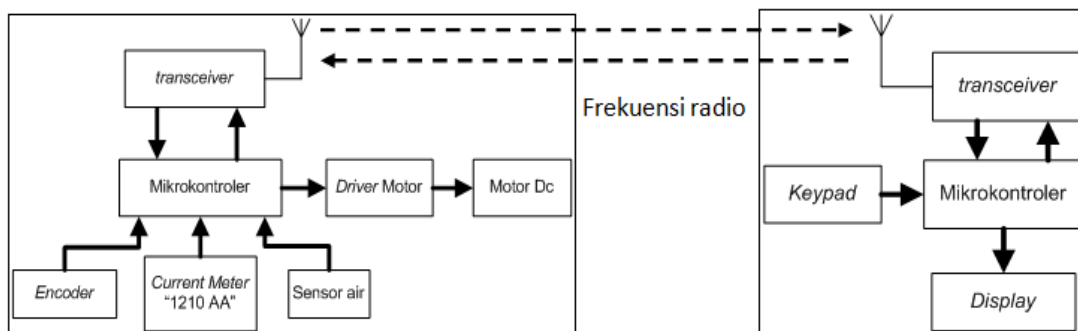 transceiver
Frekuensi radio
transceiver
Mikrokontroler
Driver Motor
Motor Dc
Keypad
Mikrokontroler
Encoder
Current Meter
"1210 AA"
Sensor air
Display